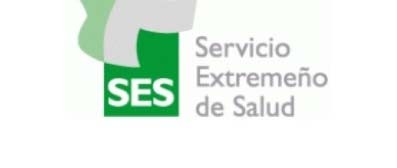 SES
Servicio
Extremeño
de Salud